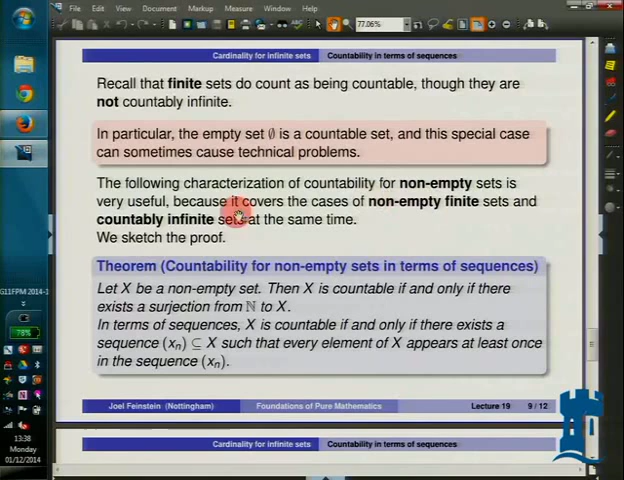 File Edit View Document Markup Measure Window Help
77.06%
Cardinality for infinite sets Countability in terms of sequences
Recall that finite sets do count as being countable, though they are
not countably infinite.
In particular, the empty set ∅ is a countable set, and this special case
can sometimes cause technical problems.
The following characterization of countability for non-empty sets is
very useful, because it covers the cases of non-empty finite sets and
countably infinite sets at the same time.
We sketch the proof.
Theorem (Countability for non-empty sets in terms of sequences)
Let X be a non-empty set. Then X is countable if and only if there
exists a surjection from ℕ to X.
In terms of sequences, X is countable if and only if there exists a
sequence (xₙ) ⊆ X such that every element of X appears at least once
in the sequence (xₙ).
Joel Feinstein (Nottingham) Foundations of Pure Mathematics Lecture 19 9 / 12
Cardinality for infinite sets Countability in terms of sequences
G11FPM 2014-1
78%
13:38
Monday
01/12/2014